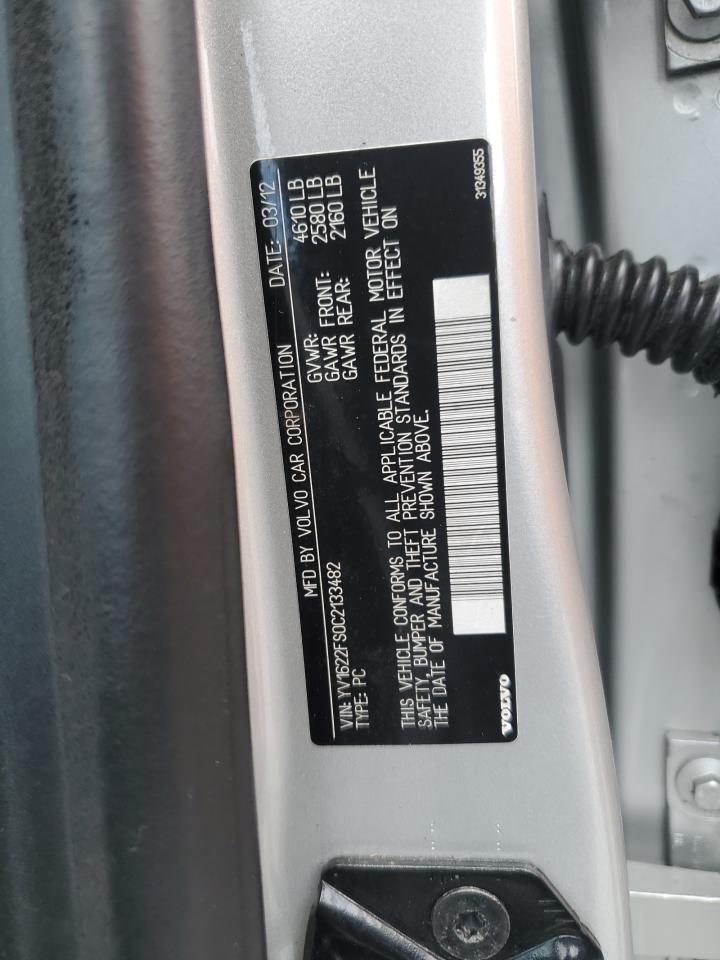 MFD BY VOLVO CAR CORPORATION DATE: 03/12
VIN: YV1622FS0C2133482 GVWR: 4610 LB
TYPE: PC GAWR FRONT: 2580 LB
GAWR REAR: 2160 LB
THIS VEHICLE CONFORMS TO ALL APPLICABLE FEDERAL MOTOR VEHICLE
SAFETY, BUMPER AND THEFT PREVENTION STANDARDS IN EFFECT ON
THE DATE OF MANUFACTURE SHOWN ABOVE.
VOLVO 31349355